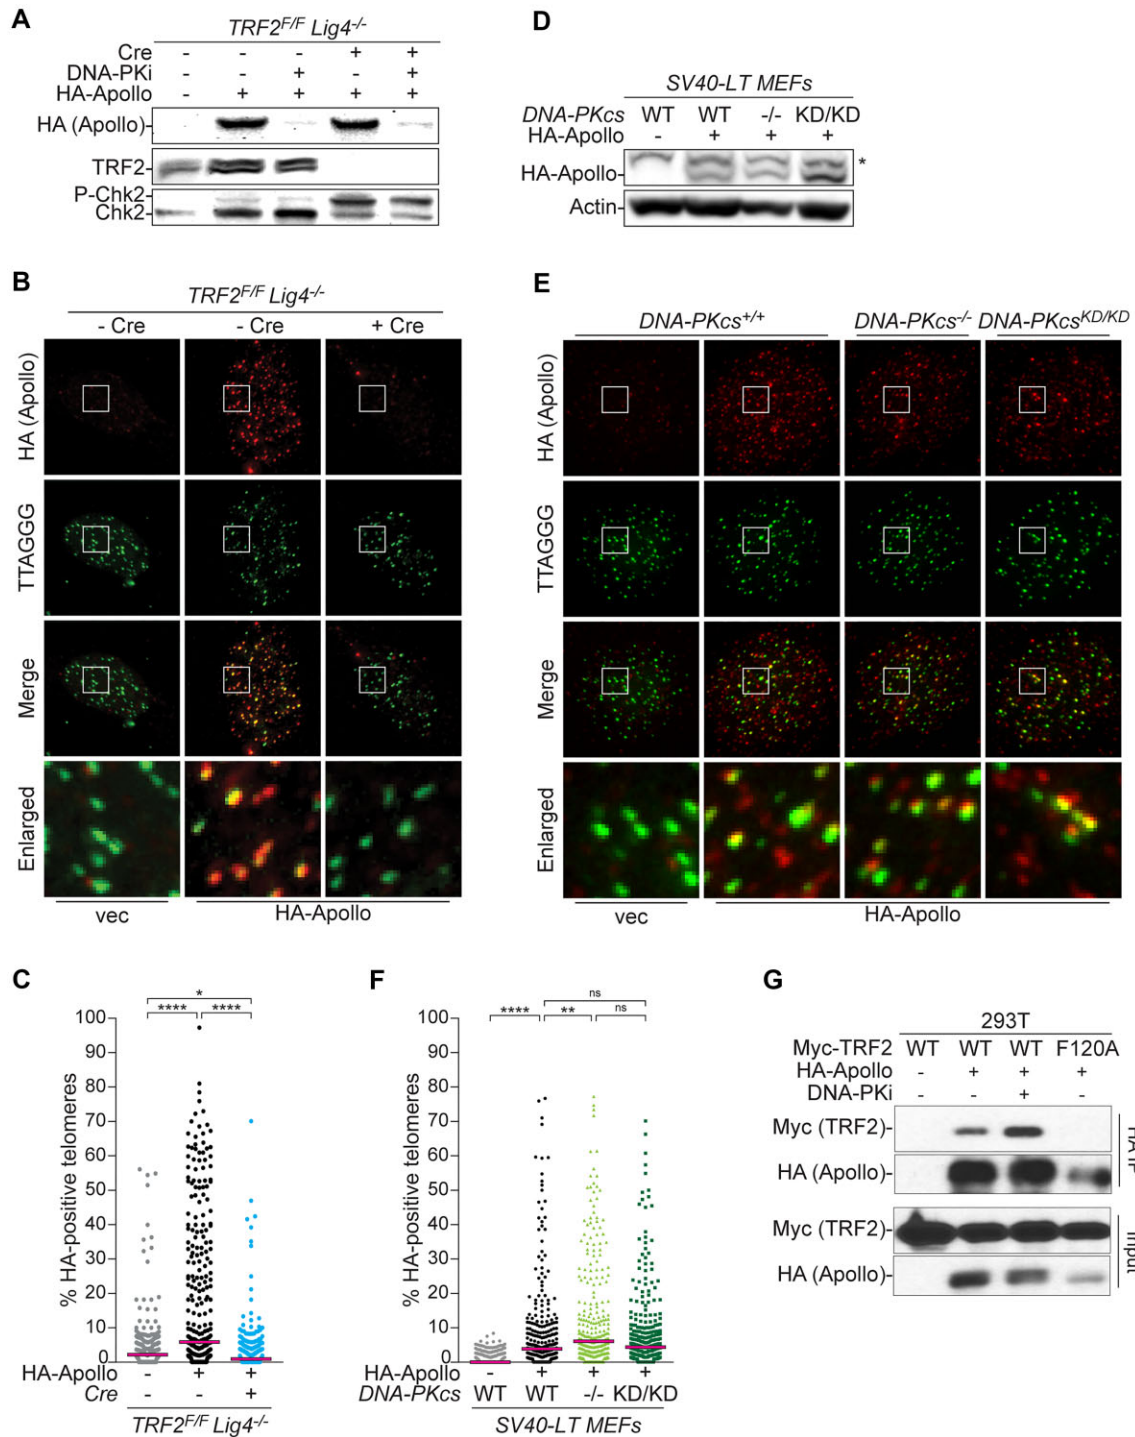 A
TRF2F/F Lig4-/-
Cre - - - + +
DNA-PKi - - + - +
HA-Apollo - + + + +
HA (Apollo)-
TRF2-
P-Chk2-
Chk2-
D
SV40-LT MEFs
DNA-PKcs WT WT -/- KD/KD
HA-Apollo - + + +
HA-Apollo- *
Actin-
B
TRF2F/F Lig4-/-
- Cre - Cre + Cre
HA (Apollo)
TTAGGG
Merge
Enlarged
vec HA-Apollo
E
DNA-PKcs+/+ DNA-PKcs-/- DNA-PKcsKD/KD
HA (Apollo)
TTAGGG
Merge
Enlarged
vec HA-Apollo
C
*
**** ****
% HA-positive telomeres
100
90
80
70
60
50
40
30
20
10
0
HA-Apollo - + +
Cre - - +
TRF2F/F Lig4-/-
F
ns
**** ** ns
% HA-positive telomeres
100
90
80
70
60
50
40
30
20
10
0
HA-Apollo - + + +
DNA-PKcs WT WT -/- KD/KD
SV40-LT MEFs
G
293T
Myc-TRF2 WT WT WT F120A
HA-Apollo - + + +
DNA-PKi - - + -
Myc (TRF2)-
HA (Apollo)-
HA IP
Myc (TRF2)-
HA (Apollo)-
Input